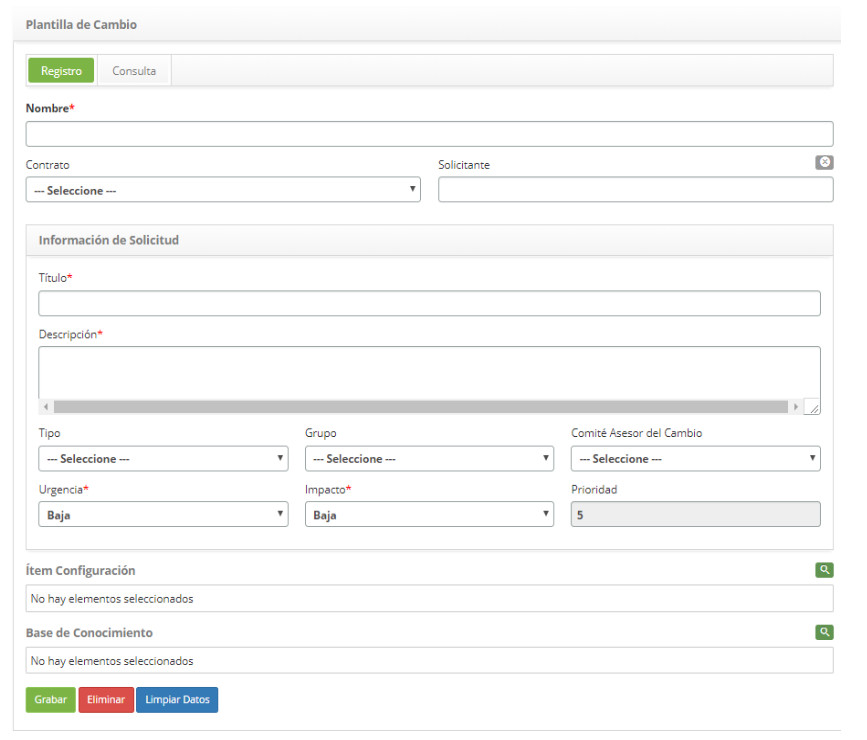 Plantilla de Cambio
Registro Consulta
Nombre*
Contrato Solicitante
--- Seleccione ---
Información de Solicitud
Título*
Descripción*
Tipo Grupo Comité Asesor del Cambio
--- Seleccione --- --- Seleccione --- --- Seleccione ---
Urgencia* Impacto* Prioridad
Baja Baja 5
Ítem Configuración
No hay elementos seleccionados
Base de Conocimiento
No hay elementos seleccionados
Grabar Eliminar Limpiar Datos